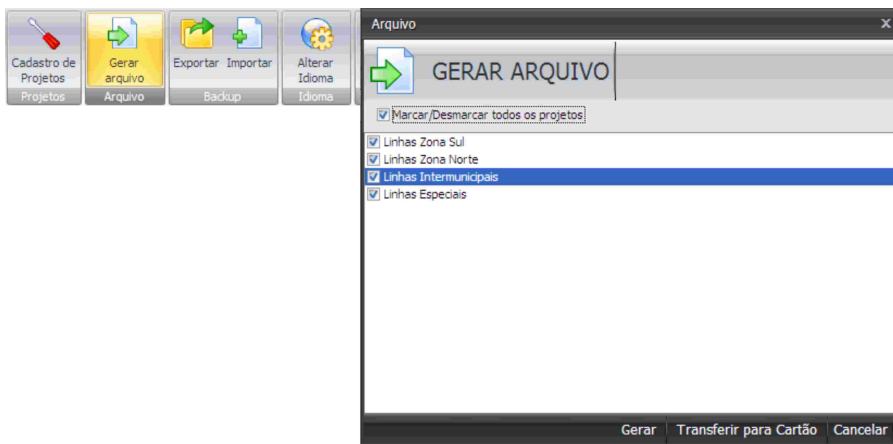 Cadastro de
Projetos
Projetos
Gerar
arquivo
Arquivo
Exportar Importar
Backup
Alterar
Idioma
Idioma
Arquivo x
GERAR ARQUIVO
Marcar/Desmarcar todos os projetos
Linhas Zona Sul
Linhas Zona Norte
Linhas Intermunicipais
Linhas Especiais
Gerar Transferir para Cartão Cancelar